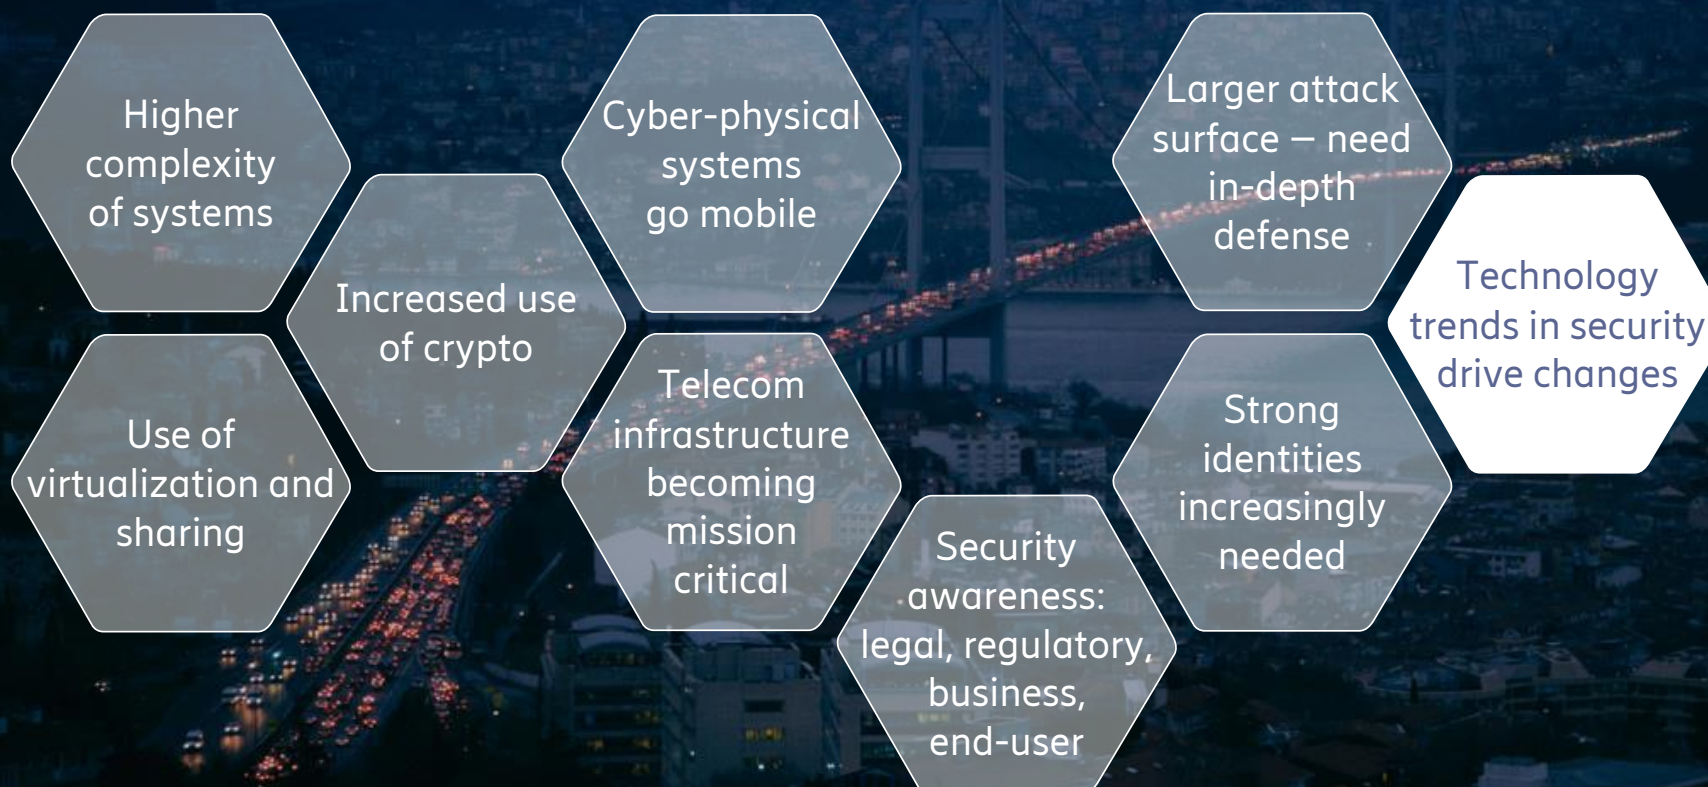 Higher
complexity
of systems
Use of
virtualization and
sharing
Increased use
of crypto
Cyber-physical
systems
go mobile
Telecom
infrastructure
becoming
mission
critical
Security
awareness:
legal, regulatory,
business,
end-user
Larger attack
surface – need
in-depth
defense
Strong
identities
increasingly
needed
Technology
trends in security
drive changes